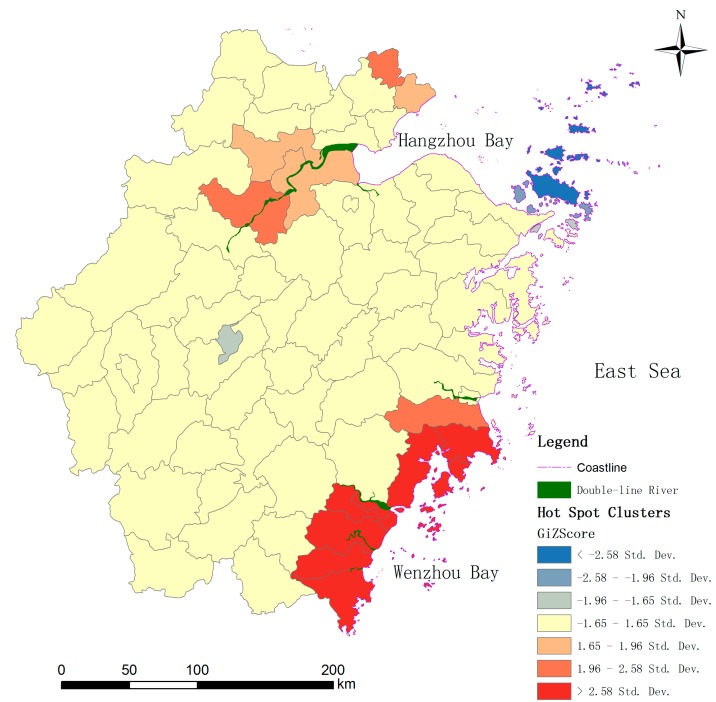 N
Hangzhou Bay
East Sea
Wenzhou Bay
Legend
Coastline
Double-line River
Hot Spot Clusters
GiZScore
< -2.58 Std. Dev.
-2.58 - -1.96 Std. Dev.
-1.96 - -1.65 Std. Dev.
-1.65 - 1.65 Std. Dev.
1.65 - 1.96 Std. Dev.
1.96 - 2.58 Std. Dev.
> 2.58 Std. Dev.
0 50 100 200
km